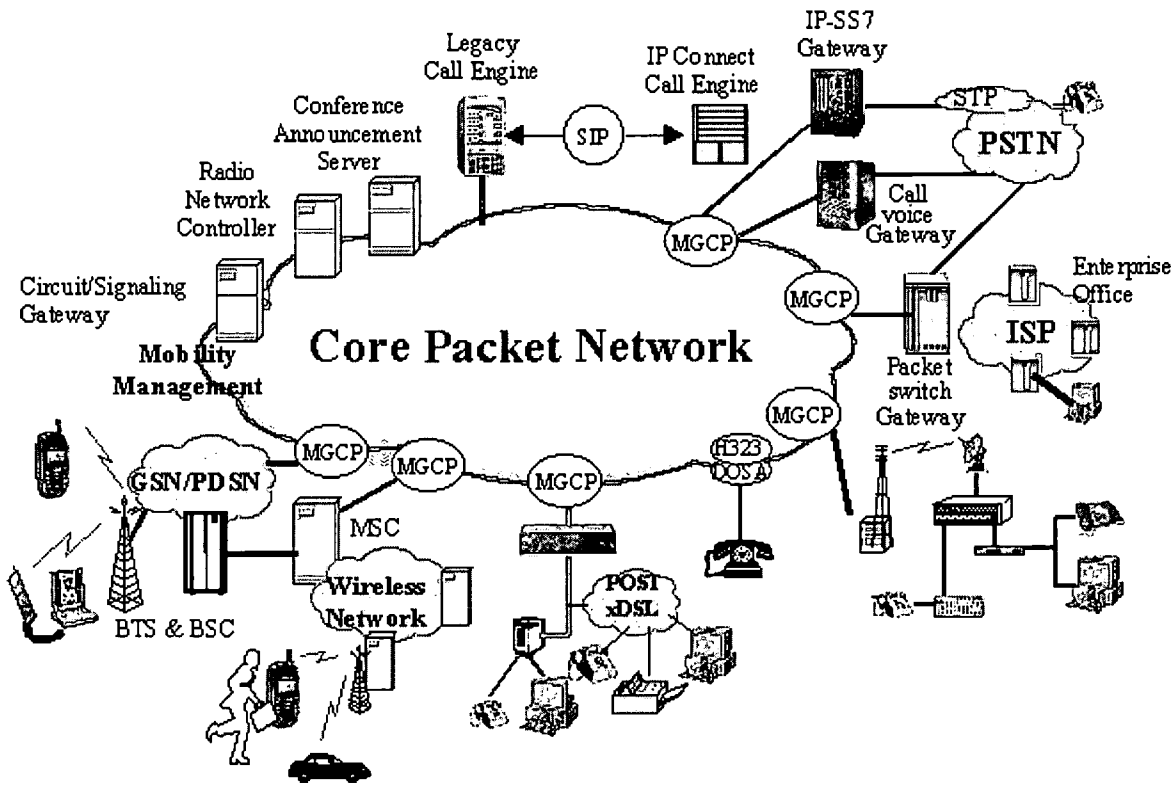 Legacy
Call Engine
IP Connect
Call Engine
IP-SS7
Gateway
Conference
Announcement
Server
SIP
STP
PSTN
Radio
Network
Controller
Call
voice
Gateway
MGCP
Circuit/Signaling
Gateway
MGCP
Enterprise
Office
ISP
Core Packet Network
Mobility
Management
Packet
switch
Gateway
MGCP
MGCP
MGCP
H323
DOSA
MGCP
GSN/PDSN
MSC
Wireless
Network
POST
xDSL
BTS & BSC